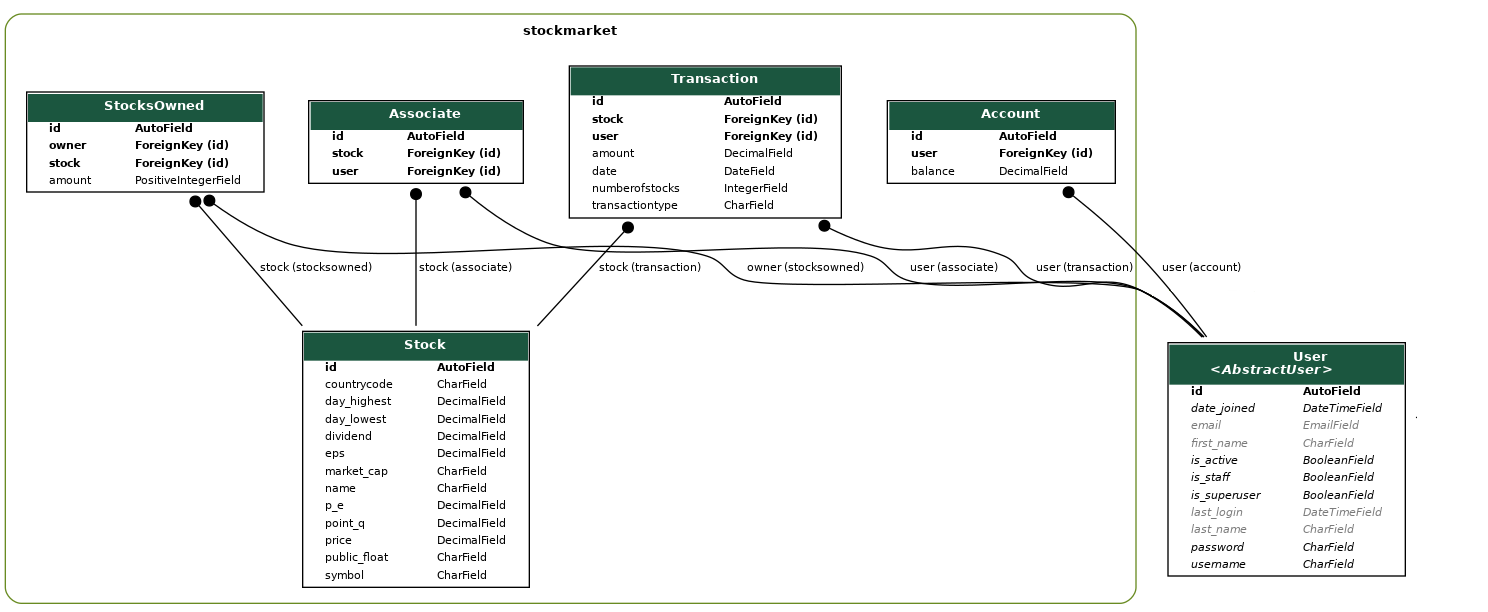 stockmarket
StocksOwned
id AutoField
owner ForeignKey (id)
stock ForeignKey (id)
amount PositiveIntegerField
Associate
id AutoField
stock ForeignKey (id)
user ForeignKey (id)
Transaction
id AutoField
stock ForeignKey (id)
user ForeignKey (id)
amount DecimalField
date DateField
numberofstocks IntegerField
transactiontype CharField
Account
id AutoField
user ForeignKey (id)
balance DecimalField
stock (stocksowned)
stock (associate)
stock (transaction)
owner (stocksowned)
user (associate)
user (transaction)
user (account)
Stock
id AutoField
countrycode CharField
day_highest DecimalField
day_lowest DecimalField
dividend DecimalField
eps DecimalField
market_cap CharField
name CharField
p_e DecimalField
point_q DecimalField
price DecimalField
public_float CharField
symbol CharField
User
<AbstractUser>
id AutoField
date_joined DateTimeField
email EmailField
first_name CharField
is_active BooleanField
is_staff BooleanField
is_superuser BooleanField
last_login DateTimeField
last_name CharField
password CharField
username CharField